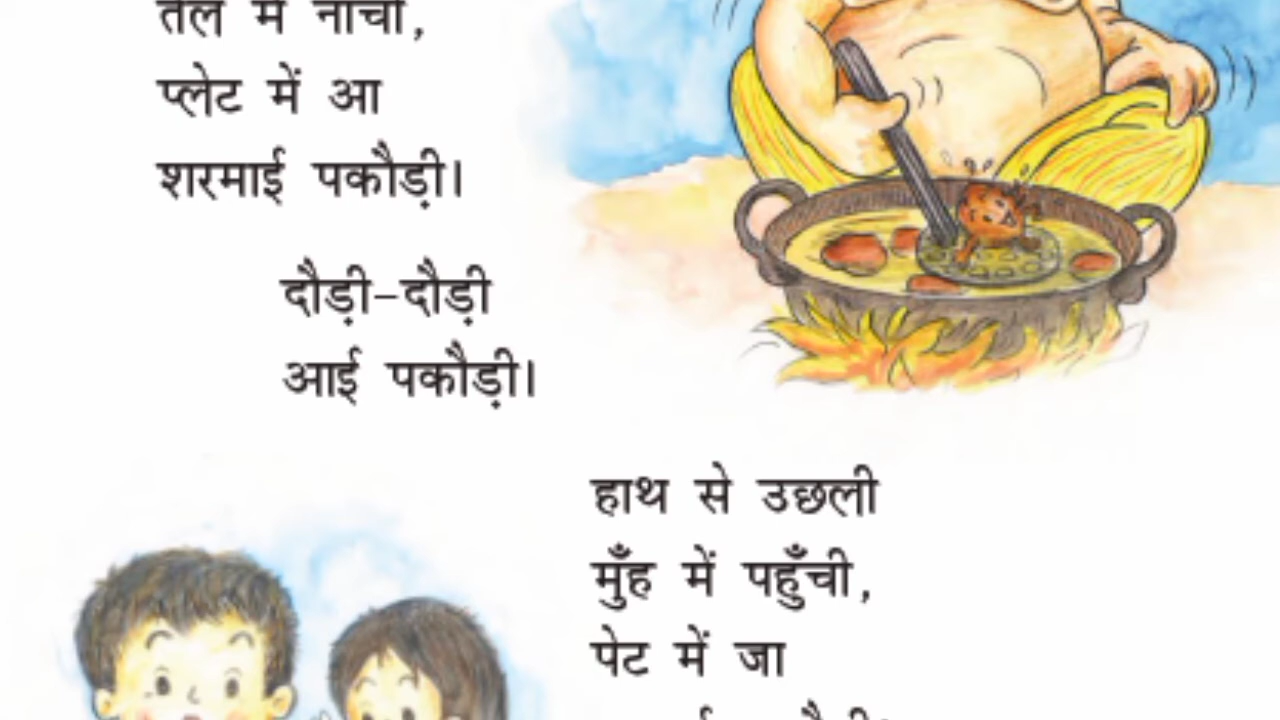 तेल में नाची,
प्लेट में आ
शरमाई पकौड़ी।
दौड़ी-दौड़ी
आई पकौड़ी।
हाथ से उछली
मुँह में पहुँची,
पेट में जा